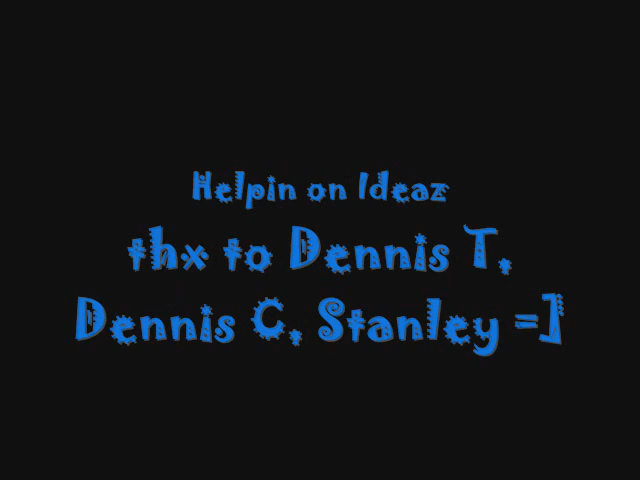 Helpin on Ideaz
thx to Dennis T,
Dennis C, Stanley =]